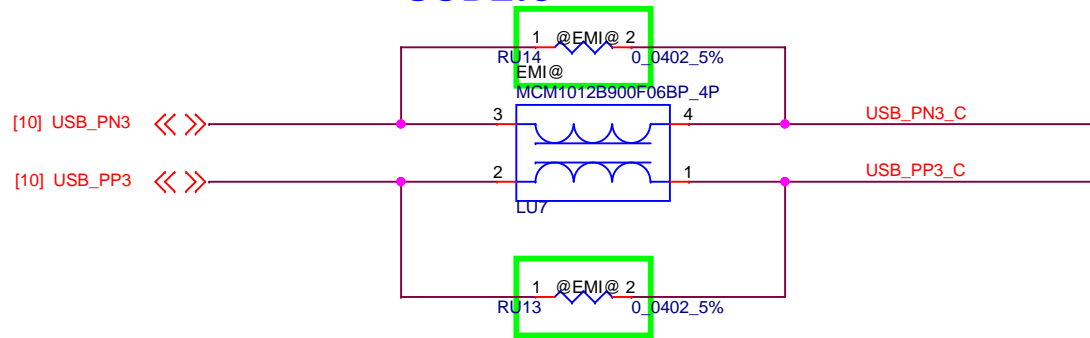 1 @EMI@ 2
RU14 0_0402_5%
EMI@
MCM1012B900F06BP_4P
[10] USB_PN3 3 4 USB_PN3_C
[10] USB_PP3 2 1 USB_PP3_C
LU7
1 @EMI@ 2
RU13 0_0402_5%